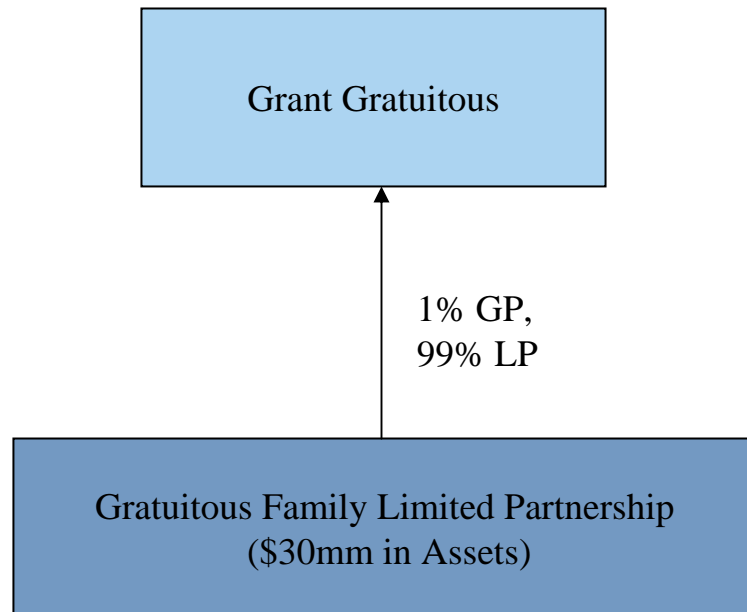 Grant Gratuitous
1% GP,
99% LP
Gratuitous Family Limited Partnership
($30mm in Assets)